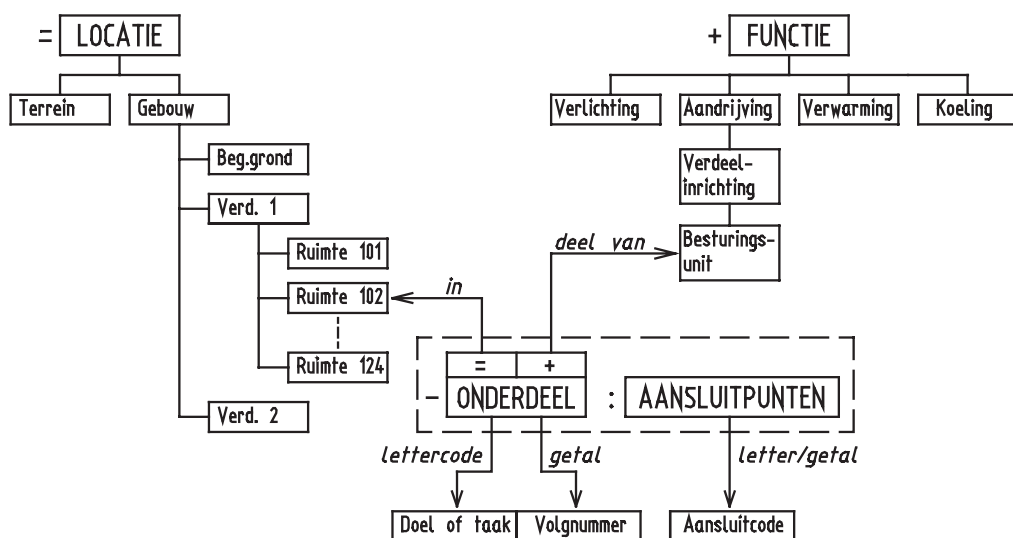 = LOCATIE
+ FUNCTIE
Terrein
Gebouw
Verlichting
Aandrijving
Verwarming
Koeling
Beg.grond
Verdeel-
inrichting
Verd. 1
Besturings-
unit
deel van
Ruimte 101
Ruimte 102
in
Ruimte 124
= +
- ONDERDEEL : AANSLUITPUNTEN
Verd. 2
lettercode
getal
letter/getal
Doel of taak
Volgnummer
Aansluitcode